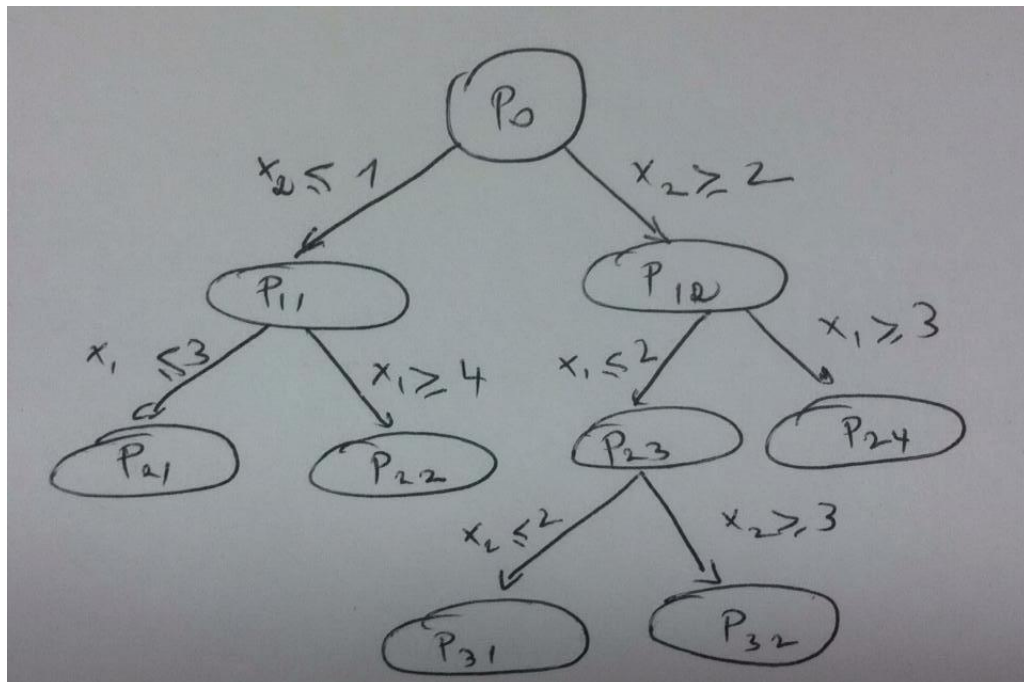 P₀
x₂ ≤ 1
x₂ ≥ 2
P₁₁
P₁₂
x₁ ≤ 3
x₁ ≥ 4
x₁ ≤ 2
x₁ ≥ 3
P₂₁
P₂₂
P₂₃
P₂₄
x₂ ≤ 2
x₂ ≥ 3
P₃₁
P₃₂